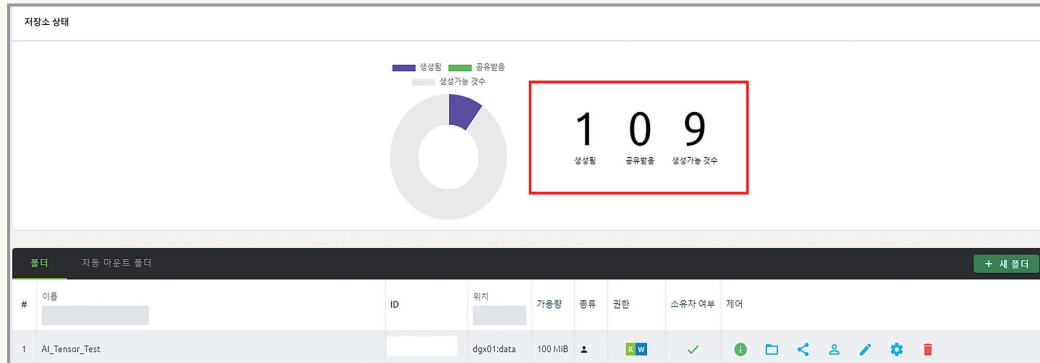 저장소 상태
생성됨 공유받음
생성가능 갯수
1 0 9
생성됨 공유받음 생성가능 갯수
폴더 자동 마운트 폴더 + 새 폴더
# 이름 ID 위치 가용량 종류 권한 소유자 여부 제어
1 AI_Tensor_Test dgx01:data 100 MiB R W